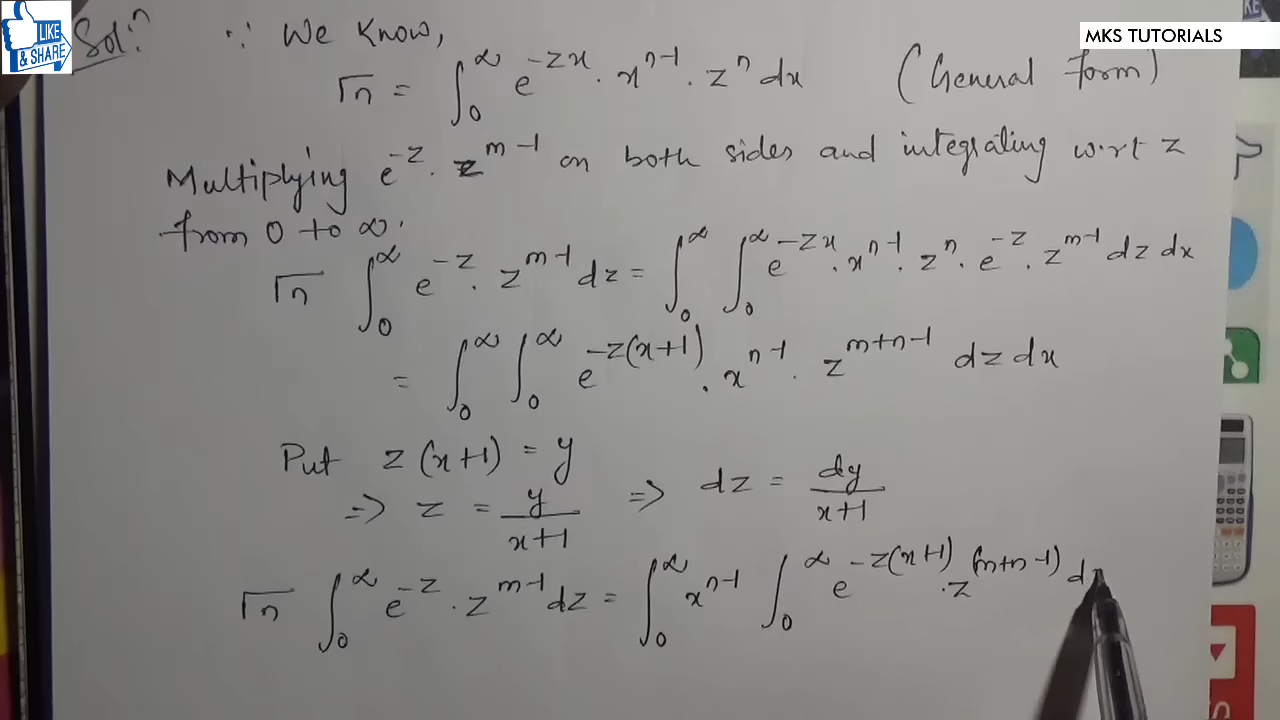 LIKE & SHARE
MKS TUTORIALS
Solⁿ: ∵ We Know,
Γn = ∫₀^∞ e^(-zx) . x^(n-1) . z^n dx (General form)
Multiplying e^(-z) . z^(m-1) on both sides and integrating w.r.t z
from 0 to ∞.
Γn ∫₀^∞ e^(-z) . z^(m-1) dz = ∫₀^∞ ∫₀^∞ e^(-zx) . x^(n-1) . z^n . e^(-z) . z^(m-1) dz dx
= ∫₀^∞ ∫₀^∞ e^(-z(x+1)) . x^(n-1) . z^(m+n-1) dz dx
Put z(x+1) = y
=> z = y/(x+1) => dz = dy/(x+1)
Γn ∫₀^∞ e^(-z) . z^(m-1) dz = ∫₀^∞ x^(n-1) ∫₀^∞ e^(-z(x+1)) . z^(m+n-1) d